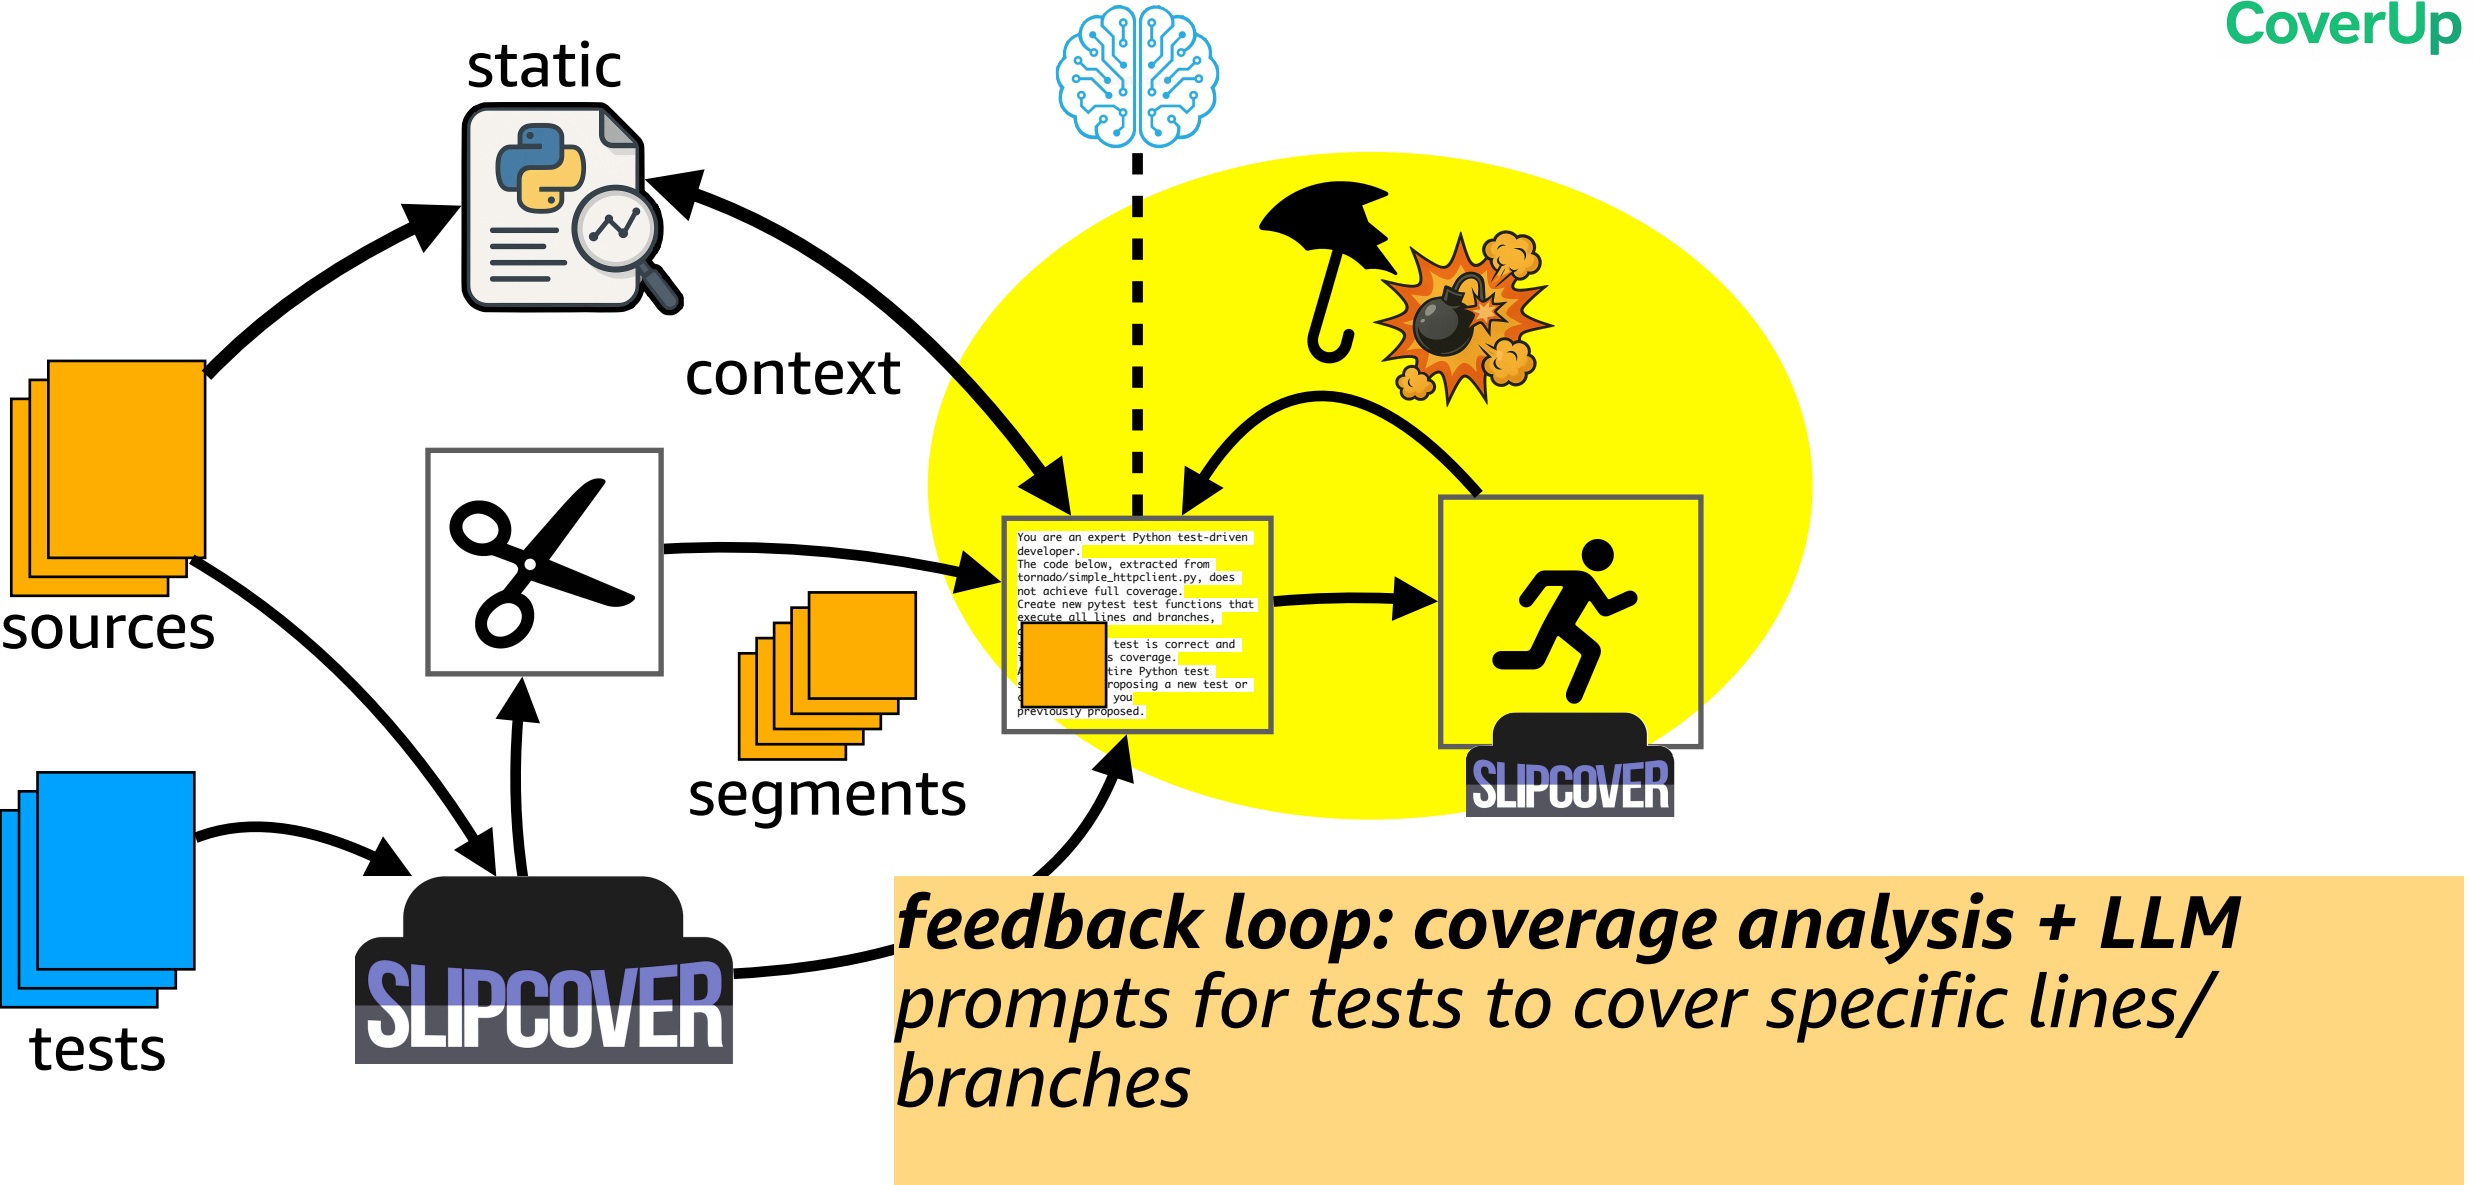 CoverUp
static
context
sources
You are an expert Python test-driven
developer.
The code below, extracted from
tornado/simple_httpclient.py, does
not achieve full coverage.
Create new pytest test functions that
execute all lines and branches,
test is correct and
coverage.
Python test
a new test or
you
previously proposed.
segments
SLIPCOVER
tests
SLIPCOVER
feedback loop: coverage analysis + LLM
prompts for tests to cover specific lines/
branches